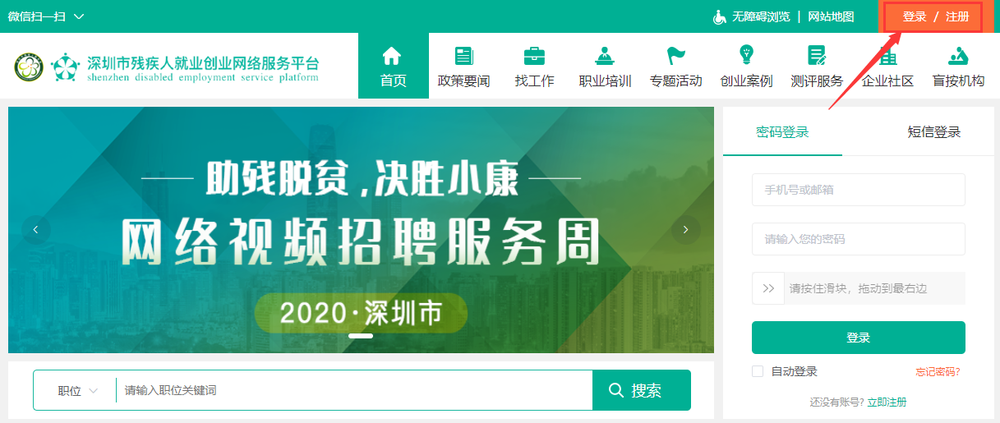 微信扫一扫
无障碍浏览 | 网站地图
登录 / 注册
深圳市残疾人就业创业网络服务平台
shenzhen disabled employment service platform
首页
政策要闻
找工作
职业培训
专题活动
创业案例
测评服务
企业社区
盲按机构
助残脱贫,决胜小康
网络视频招聘服务周
2020·深圳市
职位
请输入职位关键词
搜索
密码登录
短信登录
手机号或邮箱
请输入您的密码
请按住滑块，拖动到最右边
登录
自动登录
忘记密码?
还没有账号? 立即注册